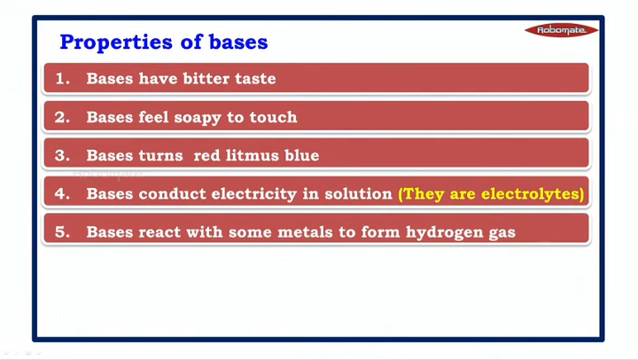 Robomate
Properties of bases
1. Bases have bitter taste
2. Bases feel soapy to touch
3. Bases turns red litmus blue
4. Bases conduct electricity in solution (They are electrolytes)
5. Bases react with some metals to form hydrogen gas